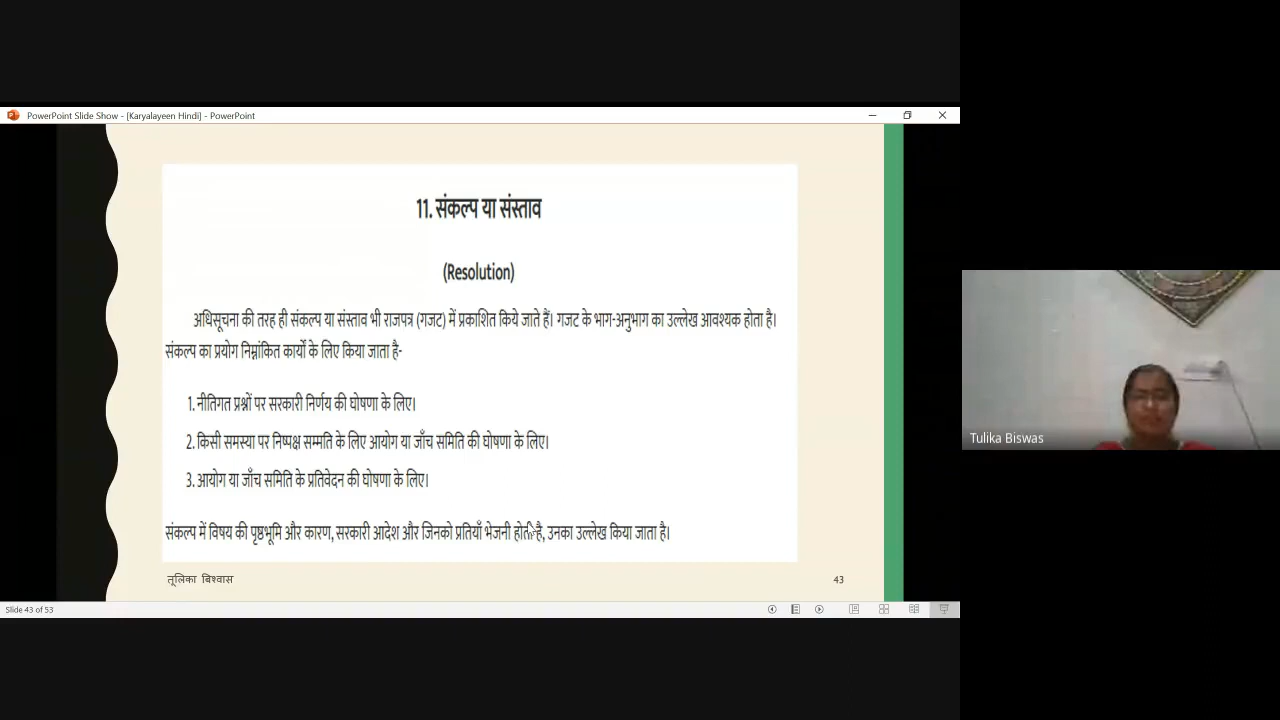 PowerPoint Slide Show - [Karyalayeen Hindi] - PowerPoint
11. संकल्प या संस्ताव
(Resolution)
अधिसूचना की तरह ही संकल्प या संस्ताव भी राजपत्र (गजट) में प्रकाशित किये जाते हैं। गजट के भाग-अनुभाग का उल्लेख आवश्यक होता है।
संकल्प का प्रयोग निम्नांकित कार्यों के लिए किया जाता है-
1. नीतिगत प्रश्नों पर सरकारी निर्णय की घोषणा के लिए।
2. किसी समस्या पर निष्पक्ष सम्मति के लिए आयोग या जाँच समिति की घोषणा के लिए।
3. आयोग या जाँच समिति के प्रतिवेदन की घोषणा के लिए।
संकल्प में विषय की पृष्ठभूमि और कारण, सरकारी आदेश और जिनको प्रतियाँ भेजनी होती है, उनका उल्लेख किया जाता है।
तूलिका बिश्वास
43
Slide 43 of 53
Tulika Biswas